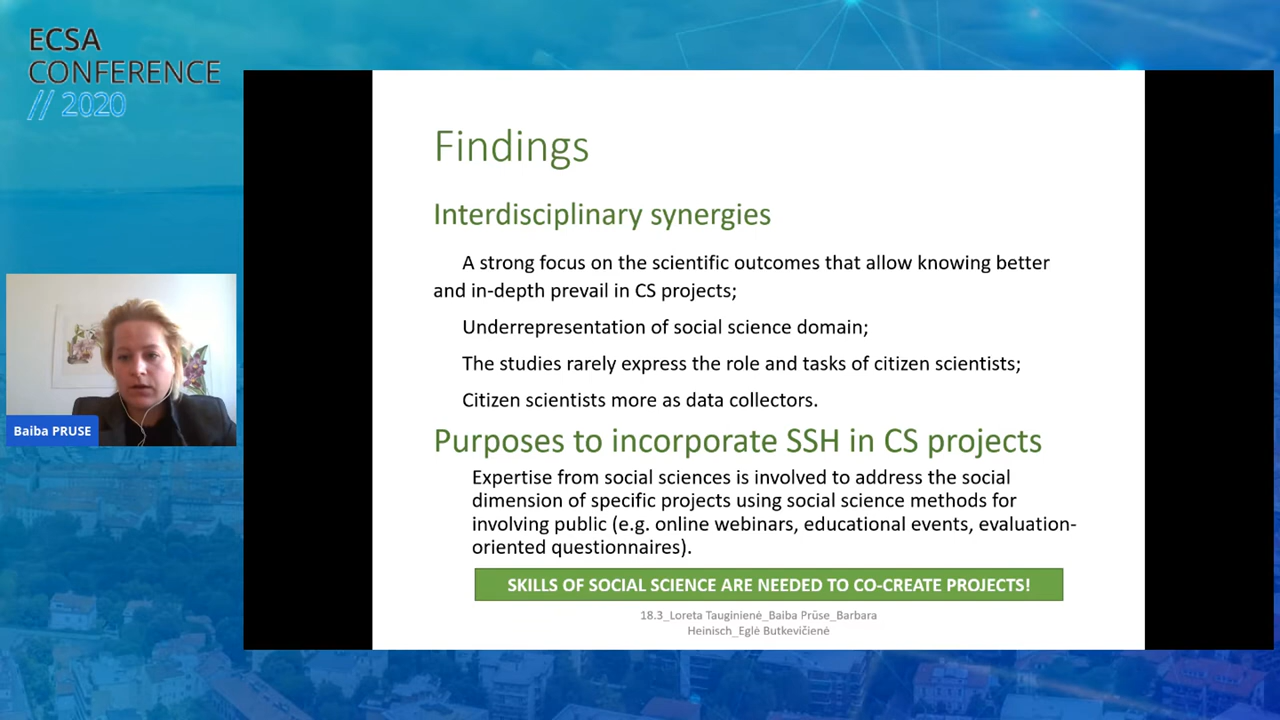 ECSA
CONFERENCE
// 2020
Findings
Interdisciplinary synergies
A strong focus on the scientific outcomes that allow knowing better
and in-depth prevail in CS projects;
Underrepresentation of social science domain;
The studies rarely express the role and tasks of citizen scientists;
Citizen scientists more as data collectors.
Purposes to incorporate SSH in CS projects
Expertise from social sciences is involved to address the social
dimension of specific projects using social science methods for
involving public (e.g. online webinars, educational events, evaluation-
oriented questionnaires).
SKILLS OF SOCIAL SCIENCE ARE NEEDED TO CO-CREATE PROJECTS!
18.3_Loreta Tauginienė_Baiba Prūse_Barbara
Heinisch_Eglė Butkevičienė
Baiba PRUSE